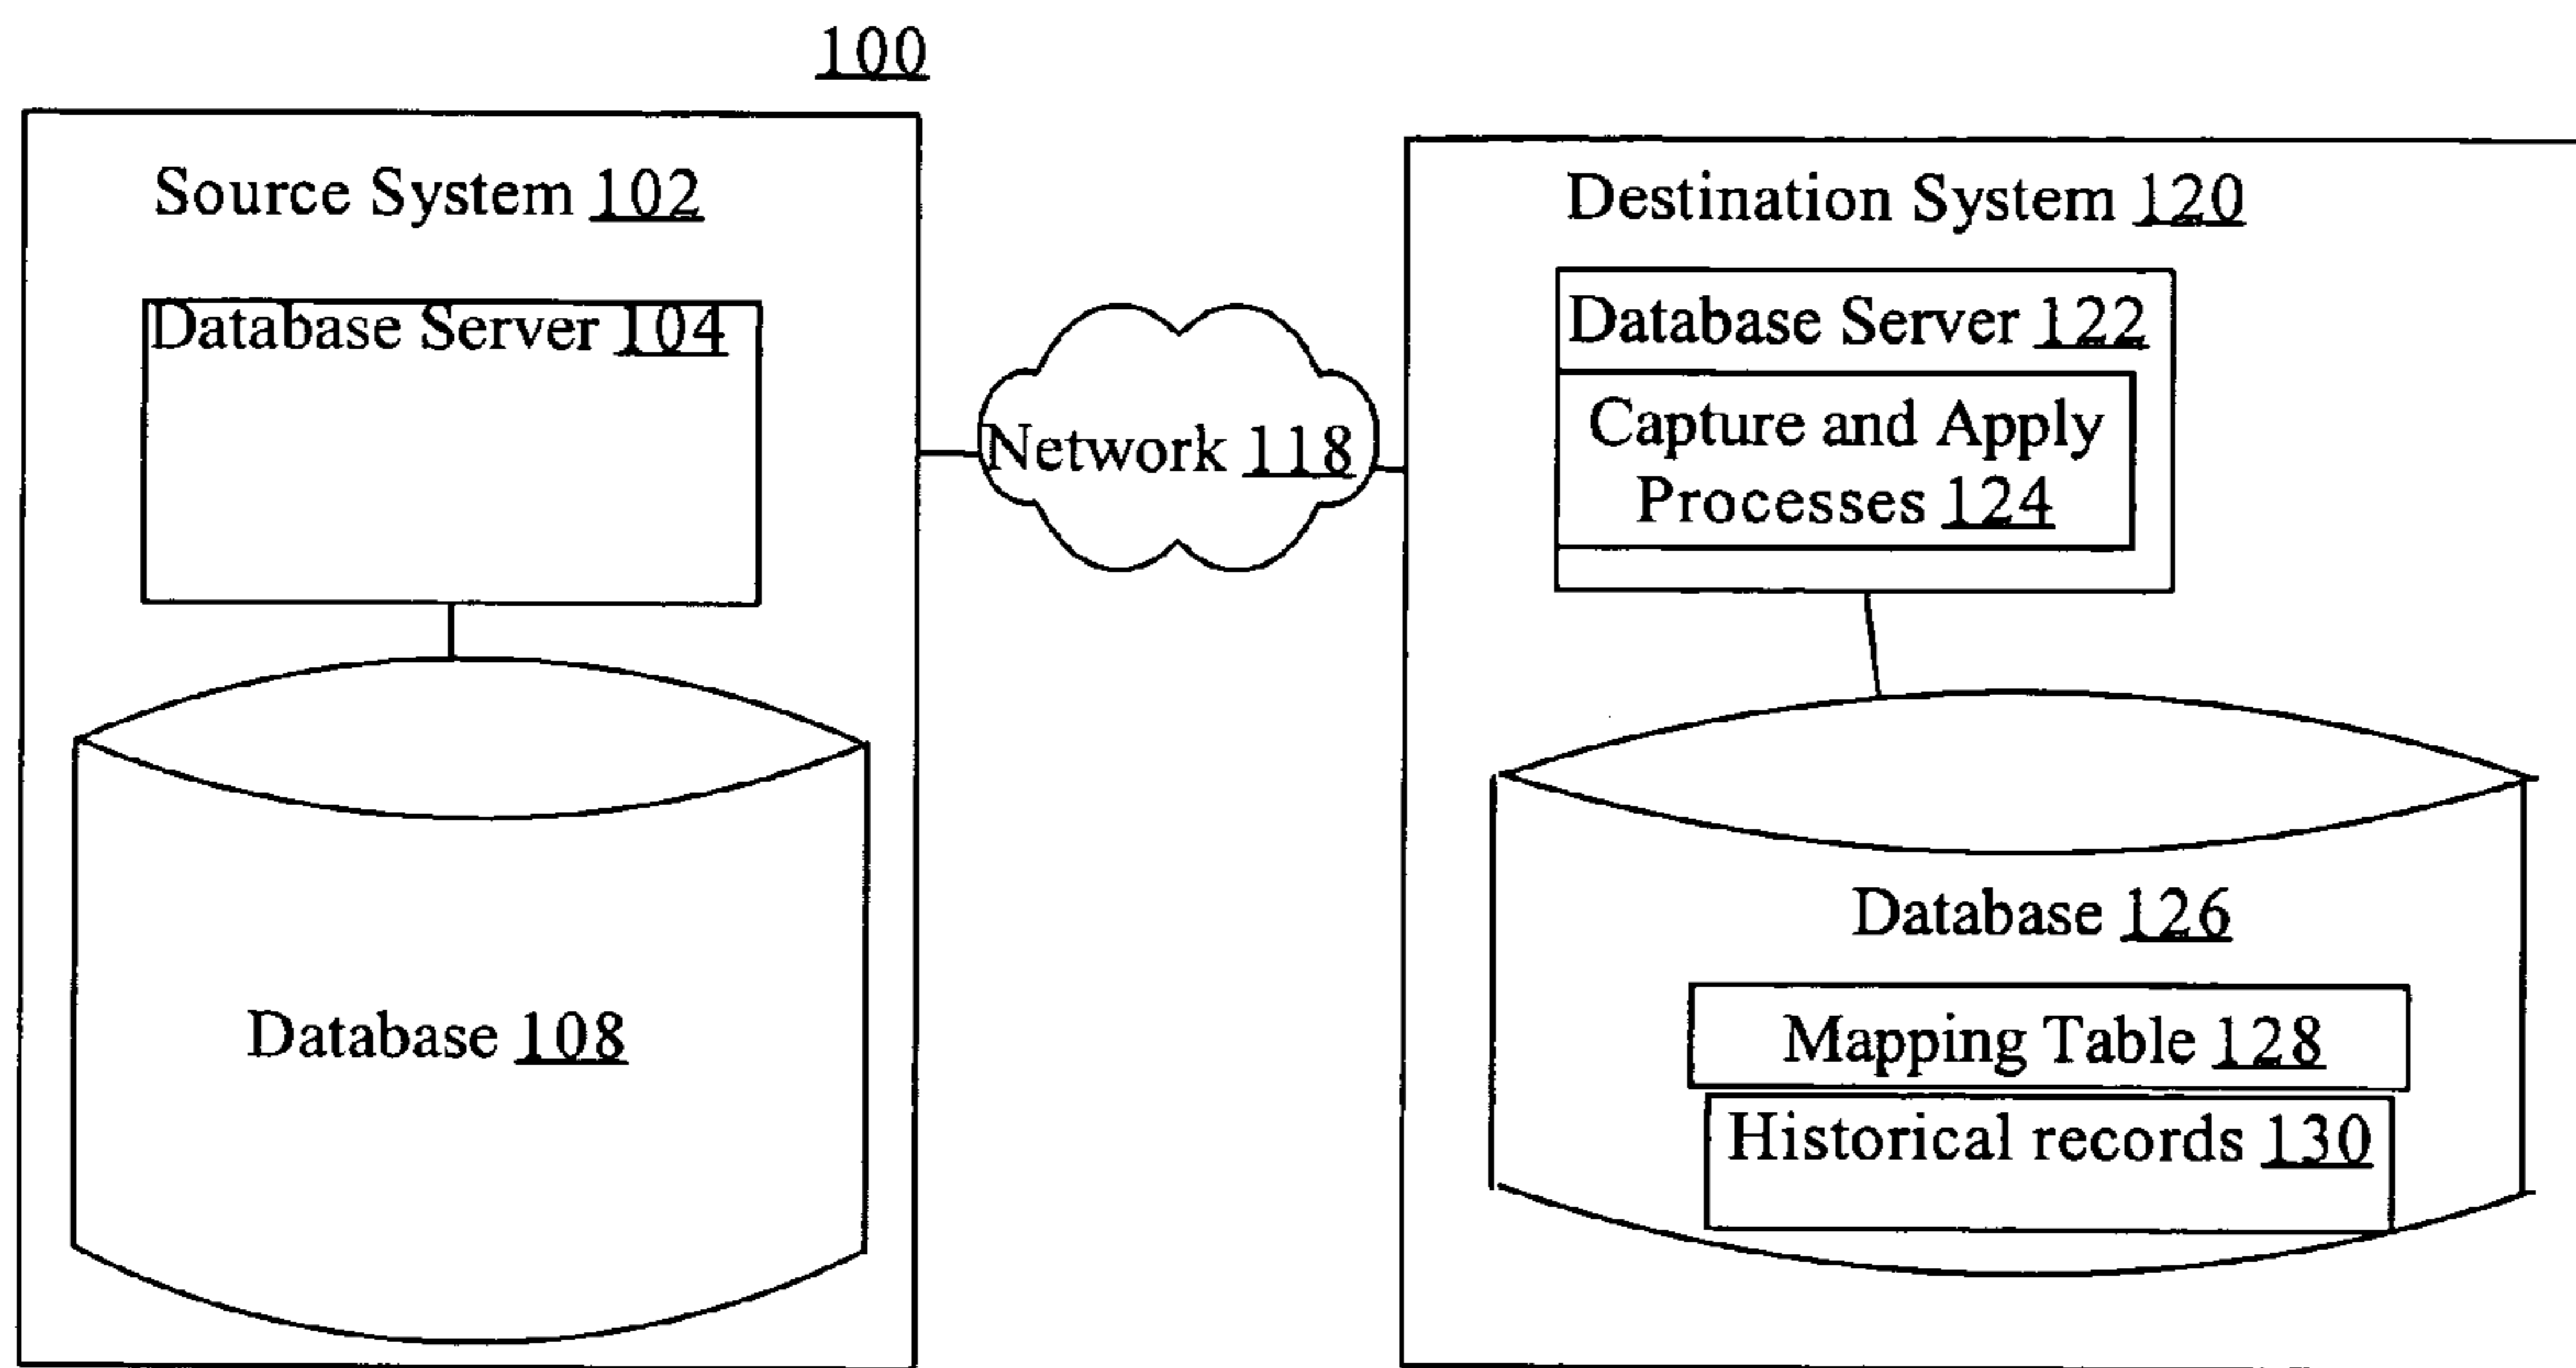 100
Source System 102
Database Server 104
Database 108
Network 118
Destination System 120
Database Server 122
Capture and Apply
Processes 124
Database 126
Mapping Table 128
Historical records 130